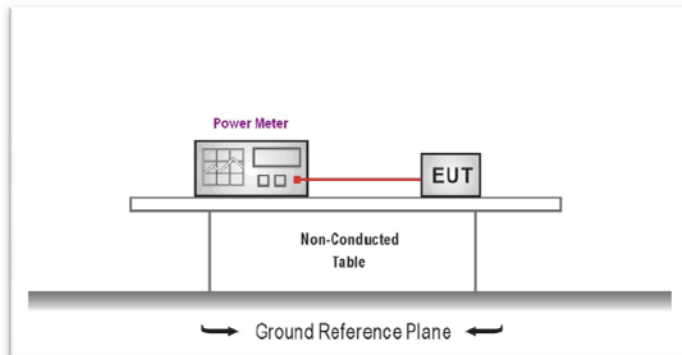 Power Meter
EUT
Non-Conducted
Table
Ground Reference Plane